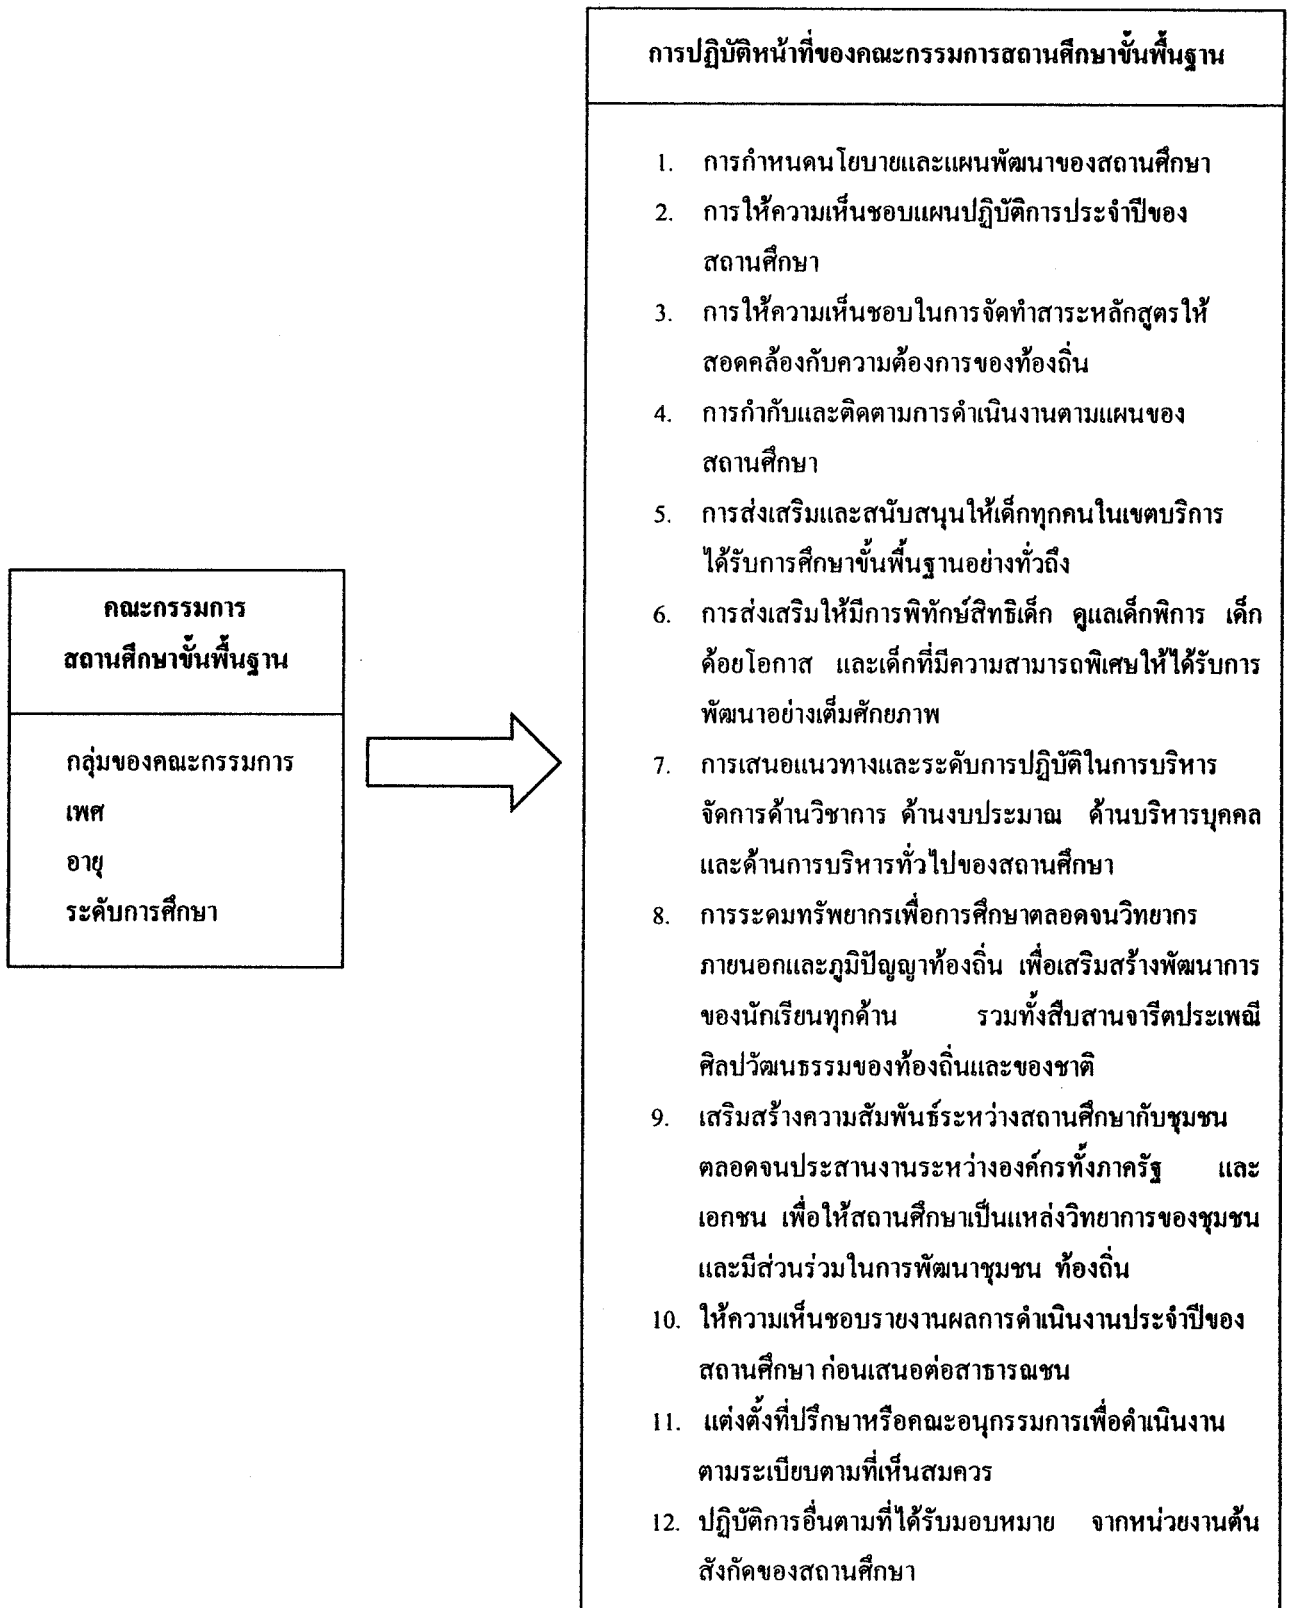 การปฏิบัติหน้าที่ของคณะกรรมการสถานศึกษาขั้นพื้นฐาน
1. การกำหนดนโยบายและแผนพัฒนาของสถานศึกษา
2. การให้ความเห็นชอบแผนปฏิบัติการประจำปีของ
สถานศึกษา
3. การให้ความเห็นชอบในการจัดทำสาระหลักสูตรให้
สอดคล้องกับความต้องการของท้องถิ่น
4. การกำกับและติดตามการดำเนินงานตามแผนของ
สถานศึกษา
5. การส่งเสริมและสนับสนุนให้เด็กทุกคนในเขตบริการ
ได้รับการศึกษาขั้นพื้นฐานอย่างทั่วถึง
6. การส่งเสริมให้มีการพิทักษ์สิทธิเด็ก ดูแลเด็กพิการ เด็ก
ด้อยโอกาส และเด็กที่มีความสามารถพิเศษให้ได้รับการ
พัฒนาอย่างเต็มศักยภาพ
7. การเสนอแนวทางและระดับการปฏิบัติในการบริหาร
จัดการด้านวิชาการ ด้านงบประมาณ ด้านบริหารบุคคล
และด้านการบริหารทั่วไปของสถานศึกษา
8. การระดมทรัพยากรเพื่อการศึกษาตลอดจนวิทยากร
ภายนอกและภูมิปัญญาท้องถิ่น เพื่อเสริมสร้างพัฒนาการ
ของนักเรียนทุกด้าน รวมทั้งสืบสานจารีตประเพณี
ศิลปวัฒนธรรมของท้องถิ่นและของชาติ
9. เสริมสร้างความสัมพันธ์ระหว่างสถานศึกษากับชุมชน
ตลอดจนประสานงานระหว่างองค์กรทั้งภาครัฐ และ
เอกชน เพื่อให้สถานศึกษาเป็นแหล่งวิทยาการของชุมชน
และมีส่วนร่วมในการพัฒนาชุมชน ท้องถิ่น
10. ให้ความเห็นชอบรายงานผลการดำเนินงานประจำปีของ
สถานศึกษา ก่อนเสนอต่อสาธารณชน
11. แต่งตั้งที่ปรึกษาหรือคณะอนุกรรมการเพื่อดำเนินงาน
ตามระเบียบตามที่เห็นสมควร
12. ปฏิบัติการอื่นตามที่ได้รับมอบหมาย จากหน่วยงานต้น
สังกัดของสถานศึกษา
คณะกรรมการ
สถานศึกษาขั้นพื้นฐาน
กลุ่มของคณะกรรมการ
เพศ
อายุ
ระดับการศึกษา